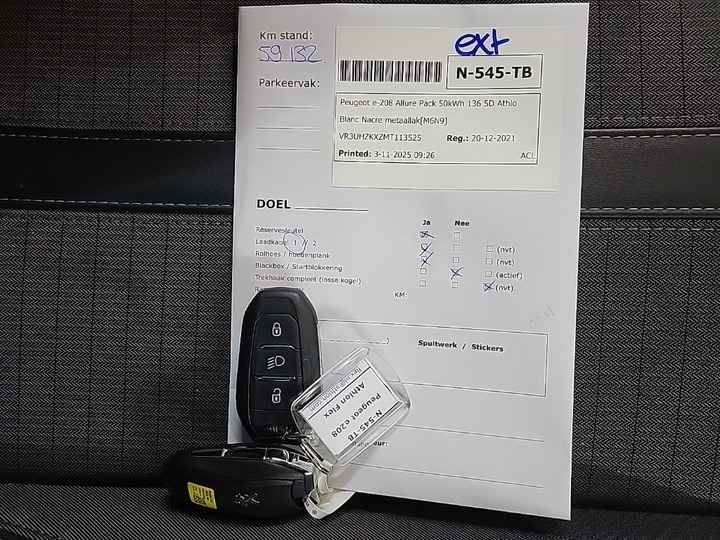 Km stand:
59.132
Parkeervak:
ext
N-545-TB
Peugeot e-208 Allure Pack 50kWh 136 5D Athlo
Blanc Nacre metaallak[M6N9]
VR3UHZKXZMT113525 Reg.: 20-12-2021
Printed: 3-11-2025 09:26 ACL
DOEL
Ja Nee
Reservesleutel
Laadkabel 1 / 2 (nvt)
Rolhoes / hoedenplank (nvt)
Blackbox / Startblokkering (actief)
Trekhaak compleet (losse kogel) (nvt)
KM:
Spuitwerk / Stickers
N-545-TB
Peugeot e208
Athlon Flex